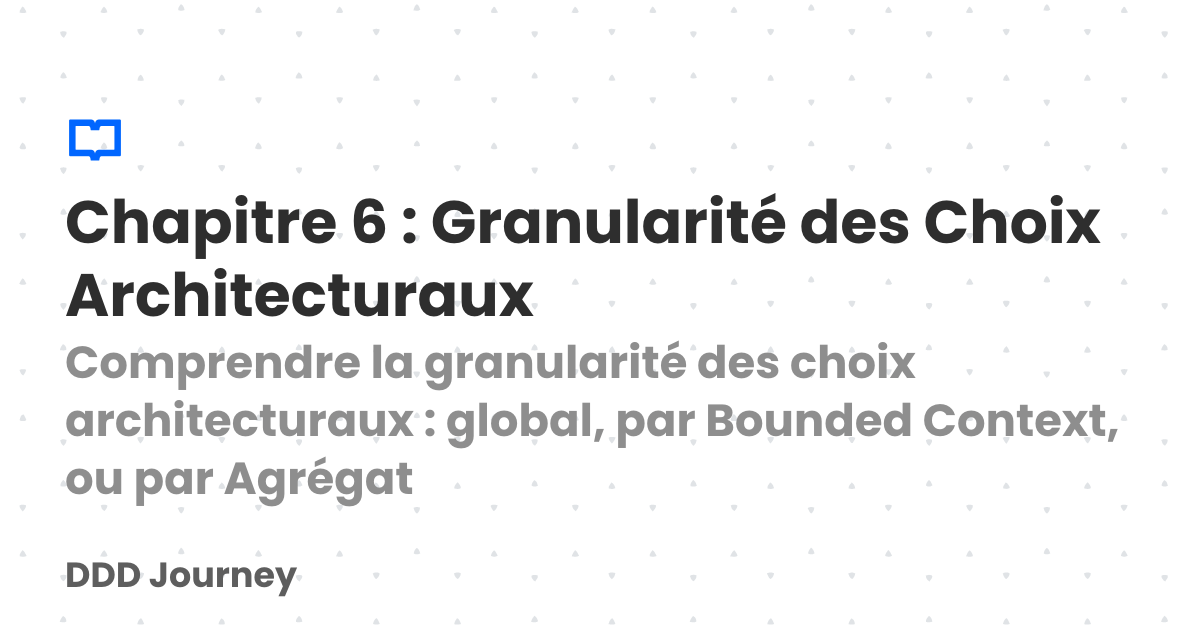 Chapitre 6 : Granularité des Choix
Architecturaux
Comprendre la granularité des choix
architecturaux : global, par Bounded Context,
ou par Agrégat
DDD Journey